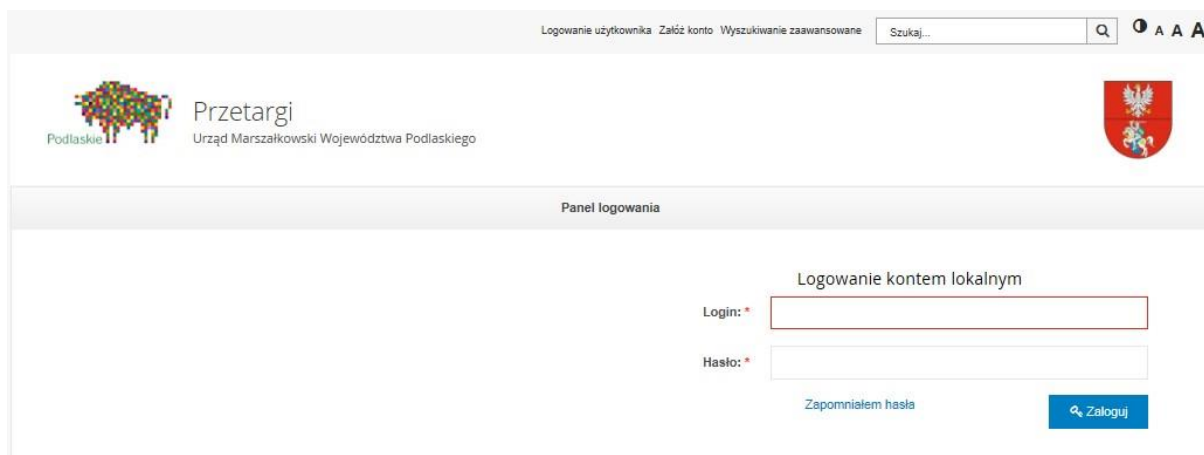 Logowanie użytkownika Załóż konto Wyszukiwanie zaawansowane Szukaj... A A A
Podlaskie
Przetargi
Urząd Marszałkowski Województwa Podlaskiego
Panel logowania
Logowanie kontem lokalnym
Login: *
Hasło: *
Zapomniałem hasła Zaloguj